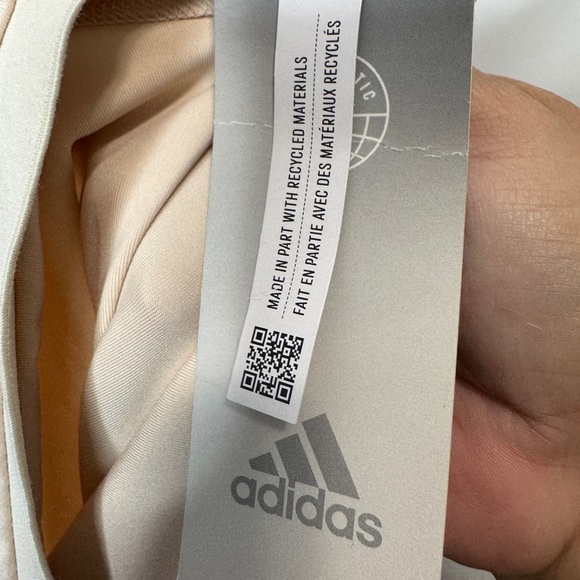 MADE IN PART WITH RECYCLED MATERIALS
FAIT EN PARTIE AVEC DES MATÉRIAUX RECYCLÉS
adidas